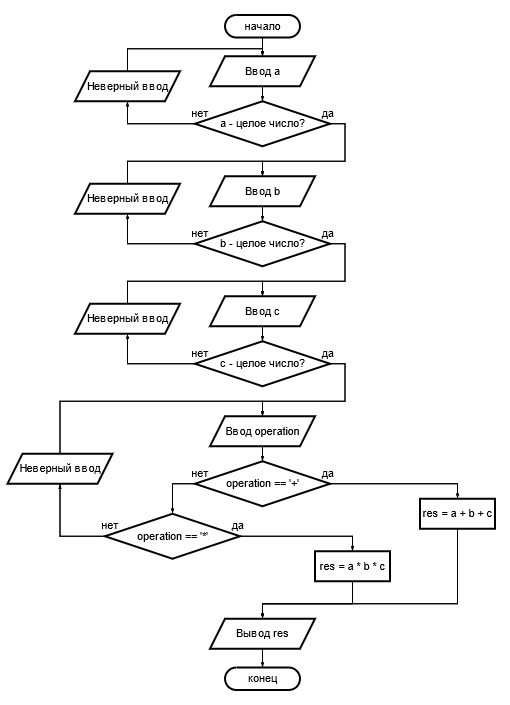 начало
Ввод a
Неверный ввод
нет
да
a - целое число?
Ввод b
Неверный ввод
нет
да
b - целое число?
Ввод c
Неверный ввод
нет
да
c - целое число?
Ввод operation
Неверный ввод
нет
да
operation == '+'
res = a + b + c
нет
да
operation == '*'
res = a * b * c
Вывод res
конец